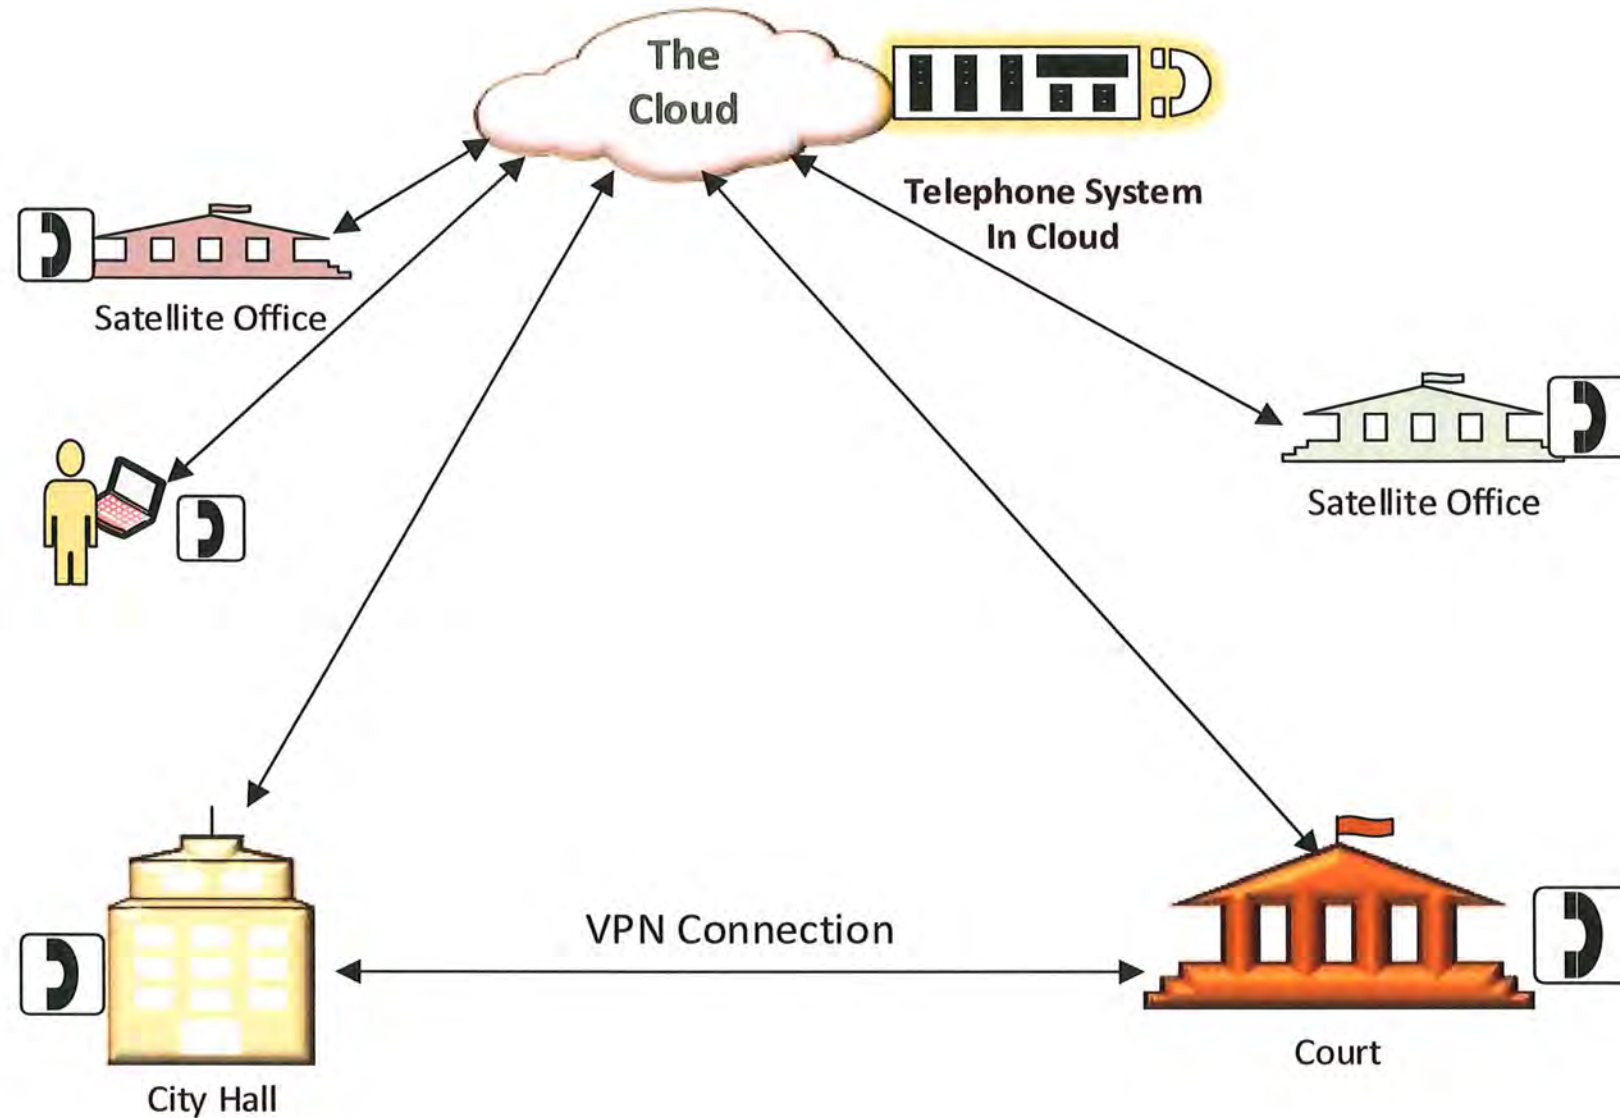 The
Cloud
Telephone System
In Cloud
Satellite Office
Satellite Office
VPN Connection
Court
City Hall